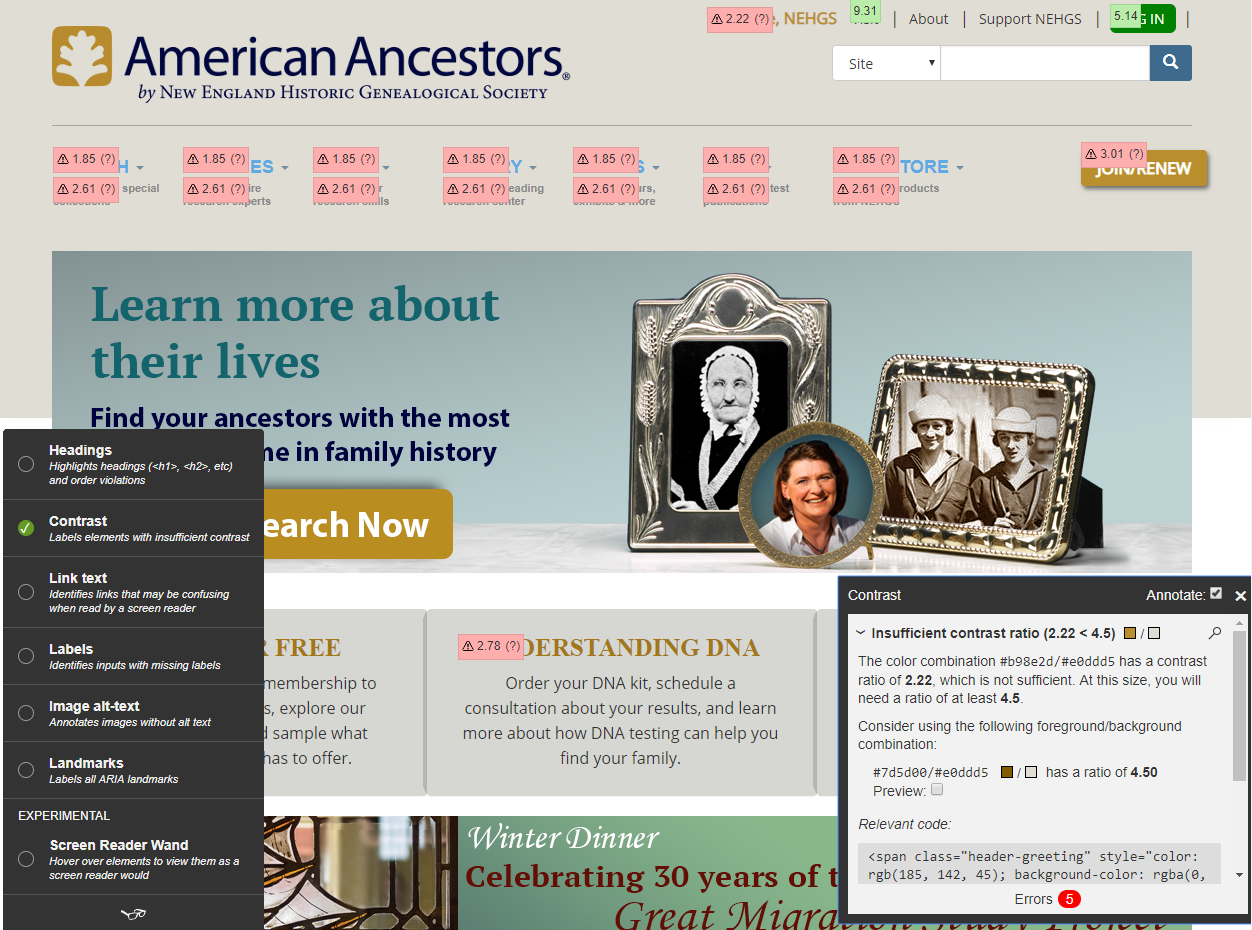 2.22 (?) , NEHGS 9.31 | About | Support NEHGS | 5.14 G IN |
American Ancestors®
by New England Historic Genealogical Society
Site
1.85 (?) H 1.85 (?) ES 1.85 (?) 1.85 (?) RY 1.85 (?) S 1.85 (?) 1.85 (?) TORE 3.01 (?)
JOIN/RENEW
2.61 (?) special 2.61 (?) ire 2.61 (?) r 2.61 (?) eading 2.61 (?) urs, 2.61 (?) test 2.61 (?) roducts
collections research experts research skills research center exhibits & more publications from NEHGS
Learn more about
their lives
Find your ancestors with the most
me in family history
earch Now
Headings
Highlights headings (<h1>, <h2>, etc)
and order violations
Contrast
Labels elements with insufficient contrast
Link text
Identifies links that may be confusing
when read by a screen reader
Labels
Identifies inputs with missing labels
Image alt-text
Annotates images without alt text
Landmarks
Labels all ARIA landmarks
EXPERIMENTAL
Screen Reader Wand
Hover over elements to view them as a
screen reader would
R FREE
membership to
s, explore our
d sample what
has to offer.
2.78 (?) DERSTANDING DNA
Order your DNA kit, schedule a
consultation about your results, and learn
more about how DNA testing can help you
find your family.
Winter Dinner
Celebrating 30 years of t
Great Migration Study Project
Contrast Annotate:
Insufficient contrast ratio (2.22 < 4.5) /
The color combination #b98e2d/#e0ddd5 has a contrast
ratio of 2.22, which is not sufficient. At this size, you will
need a ratio of at least 4.5.
Consider using the following foreground/background
combination:
#7d5d00/#e0ddd5 / has a ratio of 4.50
Preview:
Relevant code:
<span class="header-greeting" style="color:
rgb(185, 142, 45); background-color: rgba(0,
Errors 5